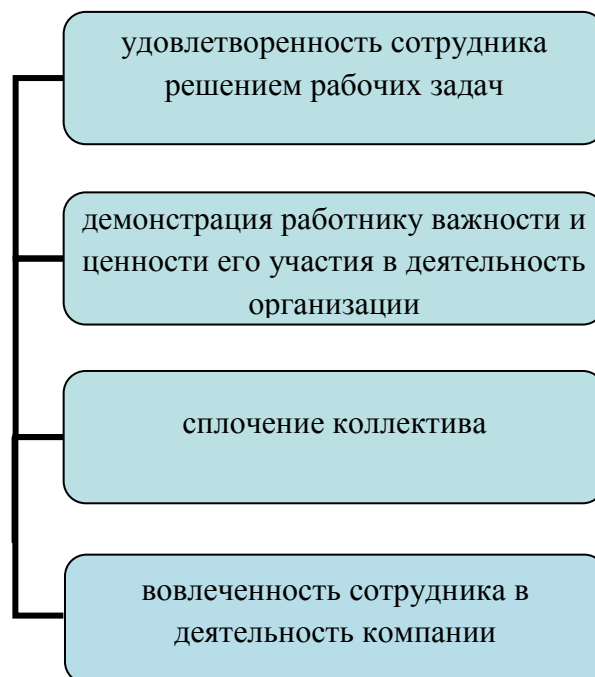 удовлетворенность сотрудника
решением рабочих задач
демонстрация работнику важности и
ценности его участия в деятельность
организации
сплочение коллектива
вовлеченность сотрудника в
деятельность компании